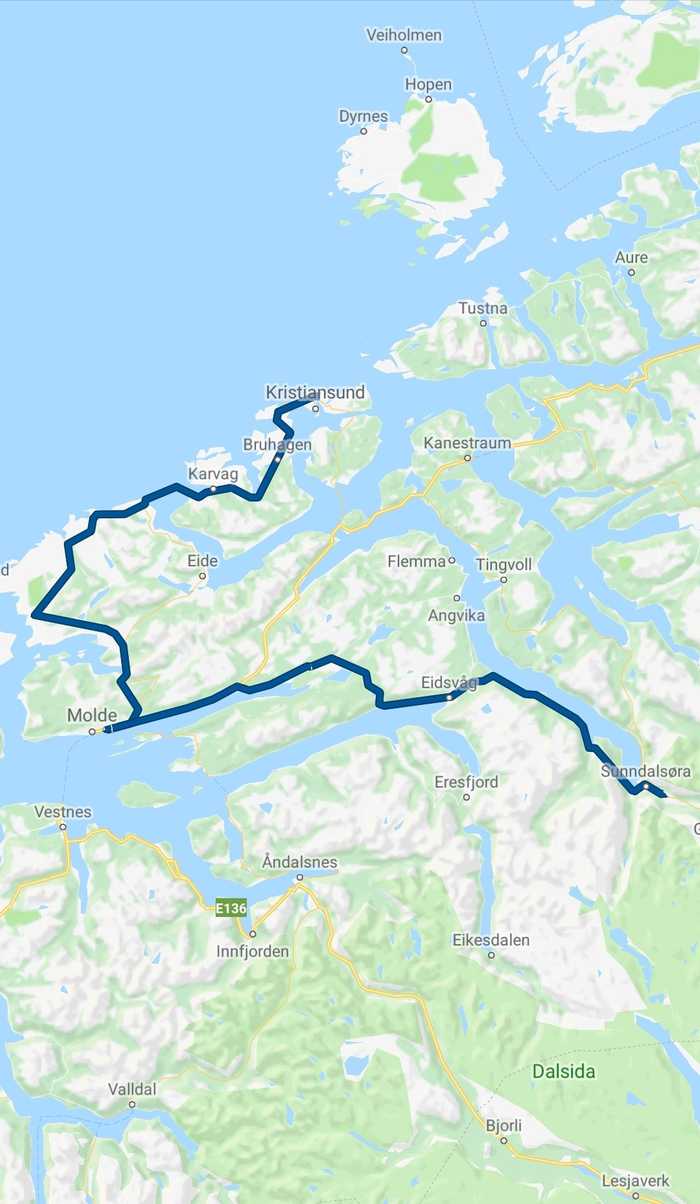 Veiholmen
Hopen
Dyrnes
Aure
Tustna
Kristiansund
Bruhagen
Kanestraum
Karvag
d
Eide
Flemma
Tingvoll
Angvika
Eidsvåg
Molde
Sunndalsøra
Eresfjord
Vestnes
G
Åndalsnes
E136
Innfjorden
Eikesdalen
Dalsida
Valldal
Bjorli
Lesjaverk